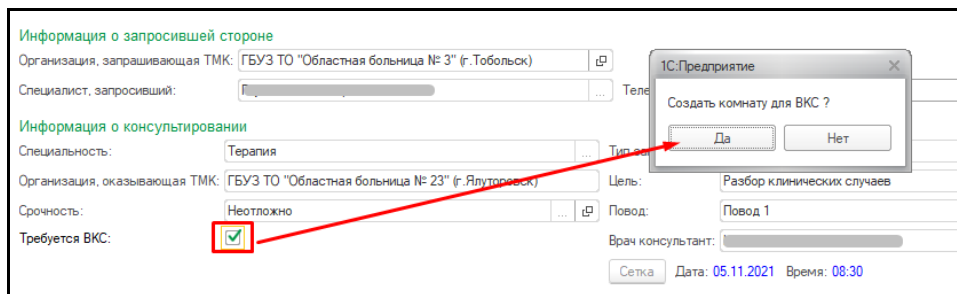 Информация о запросившей стороне
Организация, запрашивающая ТМК: ГБУЗ ТО "Областная больница № 3" (г.Тобольск)
1С:Предприятие
Специалист, запросивший: ... Теле
Создать комнату для ВКС ?
Да Нет
Информация о консультировании
Специальность: Терапия ...
Организация, оказывающая ТМК: ГБУЗ ТО "Областная больница № 23" (г.Ялуторовск) Цель: Разбор клинических случаев
Срочность: Неотложно ... Повод: Повод 1
Требуется ВКС: Врач консультант:
Сетка Дата: 05.11.2021 Время: 08:30